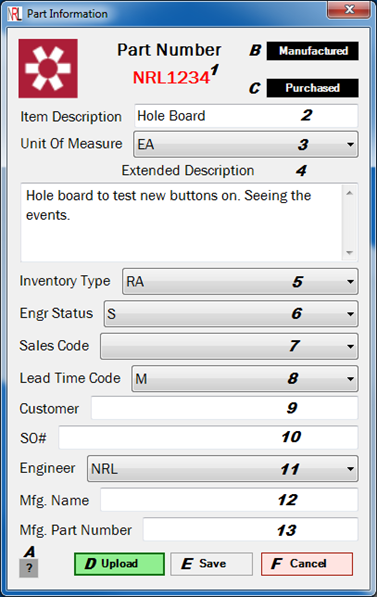 NRL Part Information X
Part Number
B Manufactured
NRL1234 1
C Purchased
Item Description Hole Board 2
Unit Of Measure EA 3
Extended Description 4
Hole board to test new buttons on. Seeing the
events.
Inventory Type RA 5
Engr Status S 6
Sales Code 7
Lead Time Code M 8
Customer 9
SO# 10
Engineer NRL 11
Mfg. Name 12
Mfg. Part Number 13
A
? D Upload E Save F Cancel